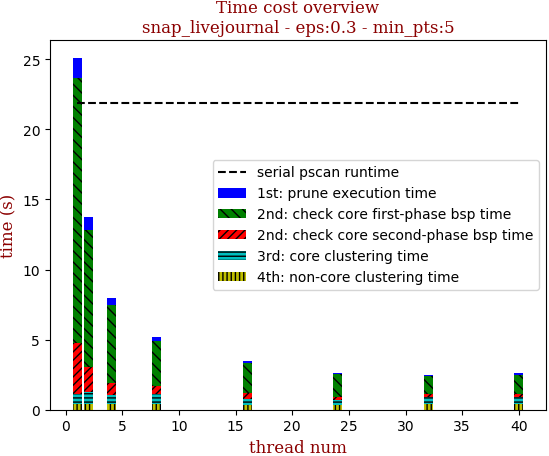 Time cost overview
snap_livejournal - eps:0.3 - min_pts:5
time (s)
25
20
15
10
5
0
serial pscan runtime
1st: prune execution time
2nd: check core first-phase bsp time
2nd: check core second-phase bsp time
3rd: core clustering time
4th: non-core clustering time
0 5 10 15 20 25 30 35 40
thread num